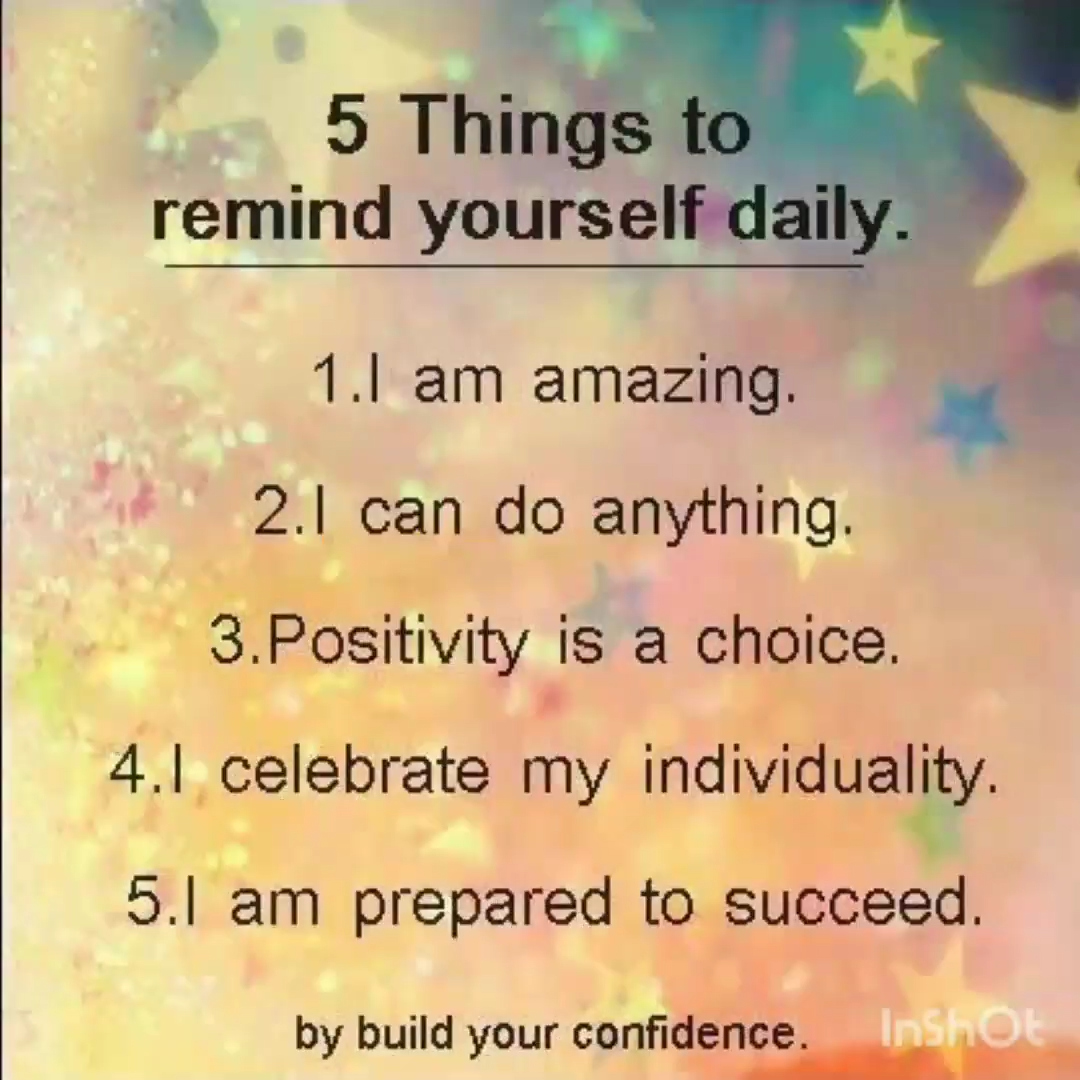 5 Things to
remind yourself daily.
1.I am amazing.
2.I can do anything.
3.Positivity is a choice.
4.I celebrate my individuality.
5.I am prepared to succeed.
by build your confidence.
InShOt